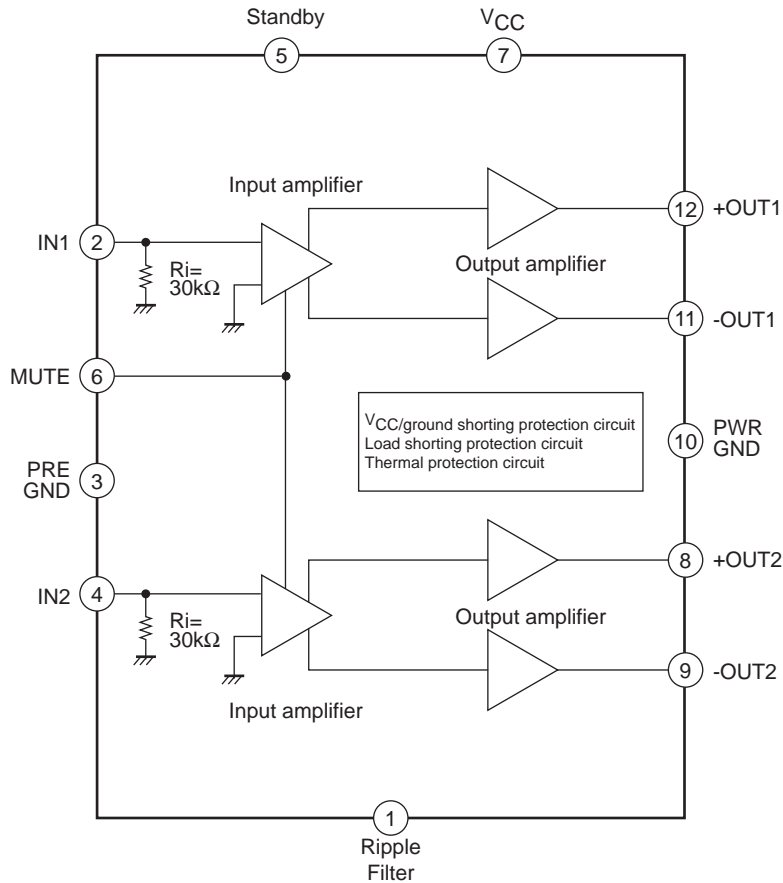 Standby
VCC
5
7
Input amplifier
12
+OUT1
IN1
2
Ri=
30kΩ
Output amplifier
11
-OUT1
MUTE
6
VCC/ground shorting protection circuit
Load shorting protection circuit
Thermal protection circuit
10
PWR
GND
PRE
GND
3
8
+OUT2
IN2
4
Ri=
30kΩ
Output amplifier
9
-OUT2
Input amplifier
1
Ripple
Filter